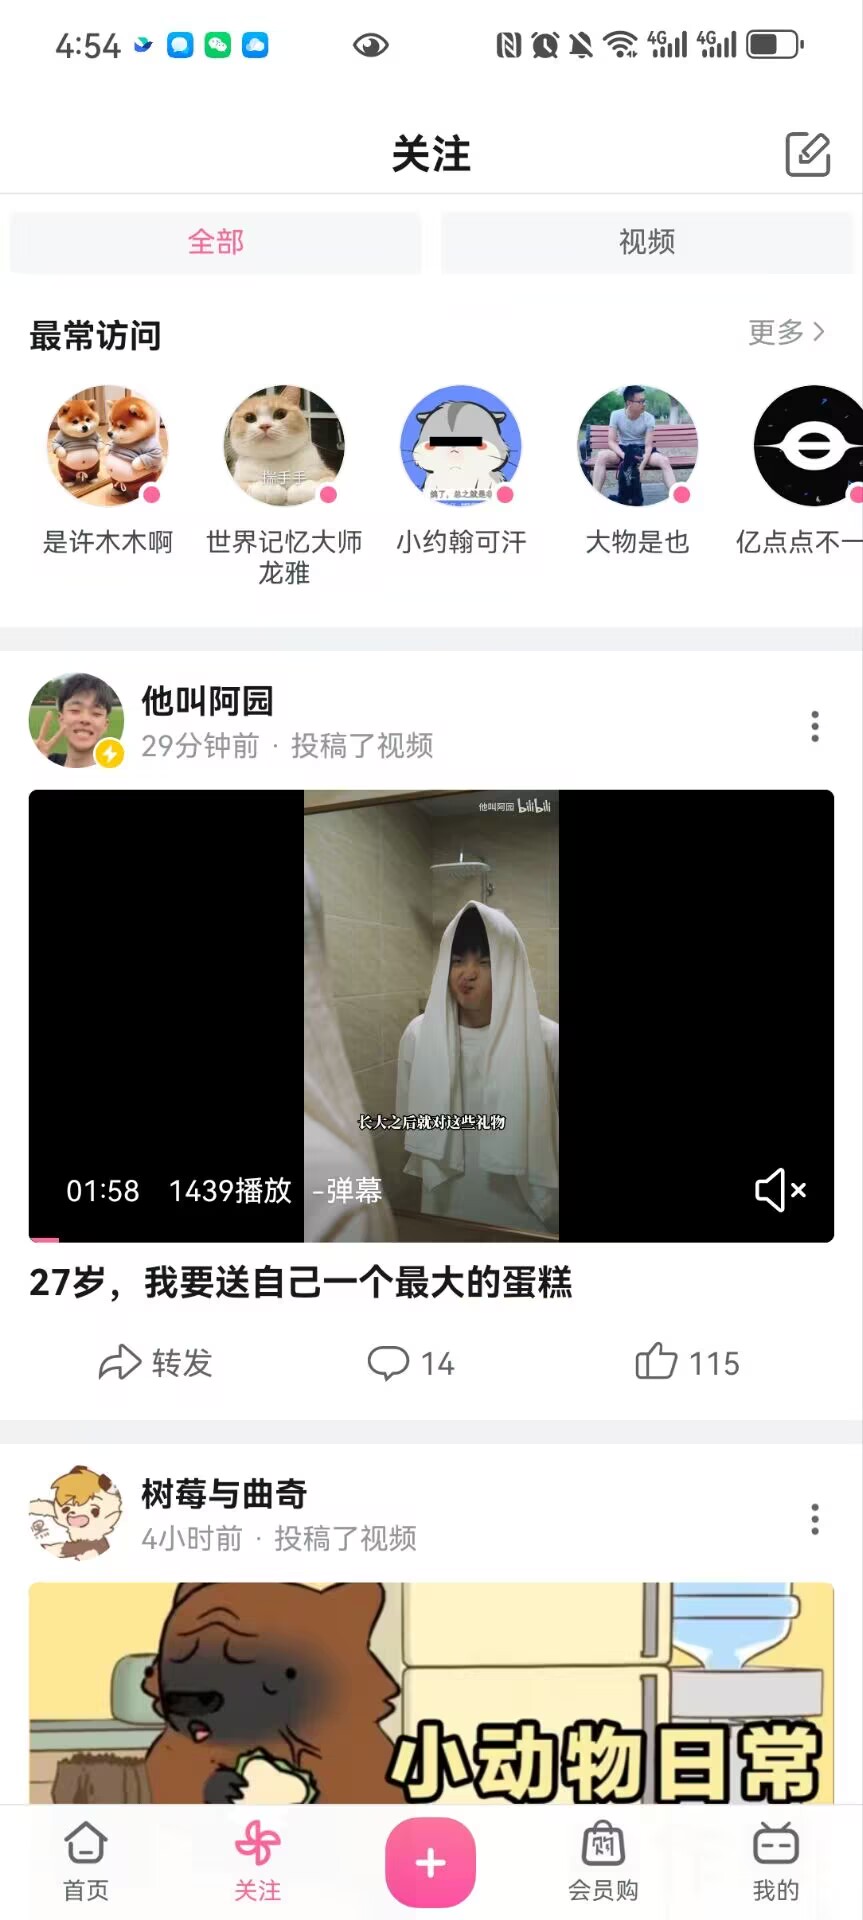 4:54
4G
4G
关注
全部
视频
最常访问
更多
揣手手
是许木木啊
世界记忆大师
龙雅
小约翰可汗
大物是也
亿点点不一
他叫阿园
29分钟前 · 投稿了视频
他叫阿园 bilibili
长大之后就对这些礼物
01:58 1439播放 -弹幕
27岁，我要送自己一个最大的蛋糕
转发
14
115
树莓与曲奇
4小时前 · 投稿了视频
小动物日常
首页
关注
会员购
我的